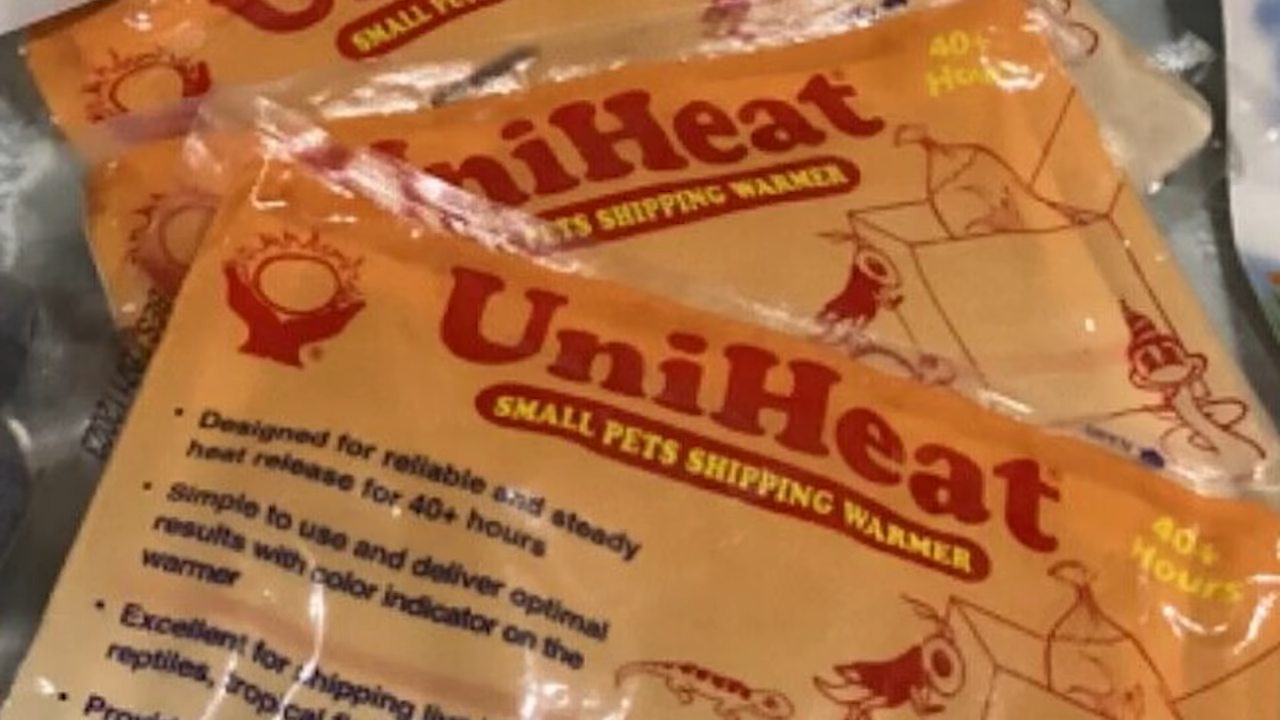 SMALL PETS
40+
Hours
UniHeat
PETS SHIPPING WARMER
UniHeat
SMALL PETS SHIPPING WARMER
40+
Hours
• Designed for reliable and steady
heat release for 40+ hours
• Simple to use and deliver optimal
results with color indicator on the
warmer
• Excellent for shipping
reptiles, tropical